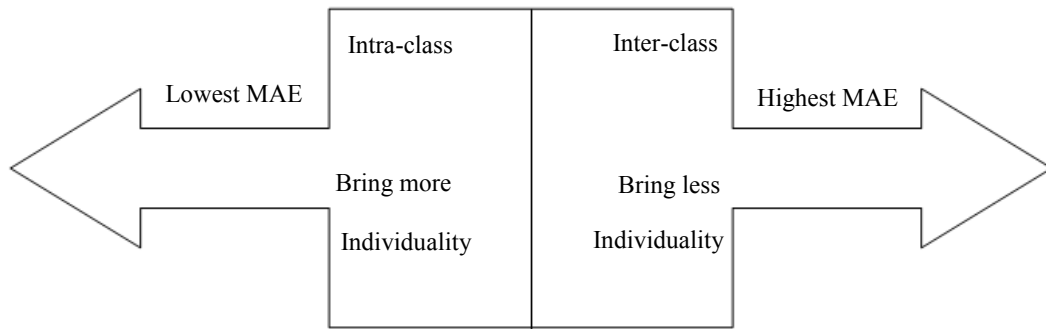 Intra-class
Inter-class
Lowest MAE
Highest MAE
Bring more
Individuality
Bring less
Individuality